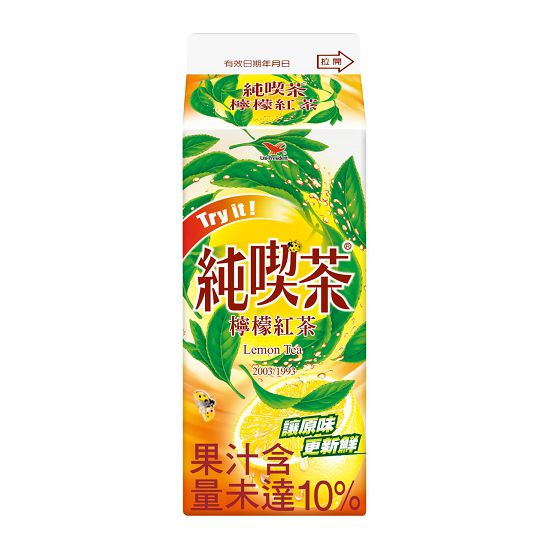 有效日期年月日
拉開
純喫茶
檸檬紅茶
Uni-President
Try it!
純喫茶®
檸檬紅茶
Lemon Tea
2003/1993
讓原味
更新鮮
果汁含
量未達10%